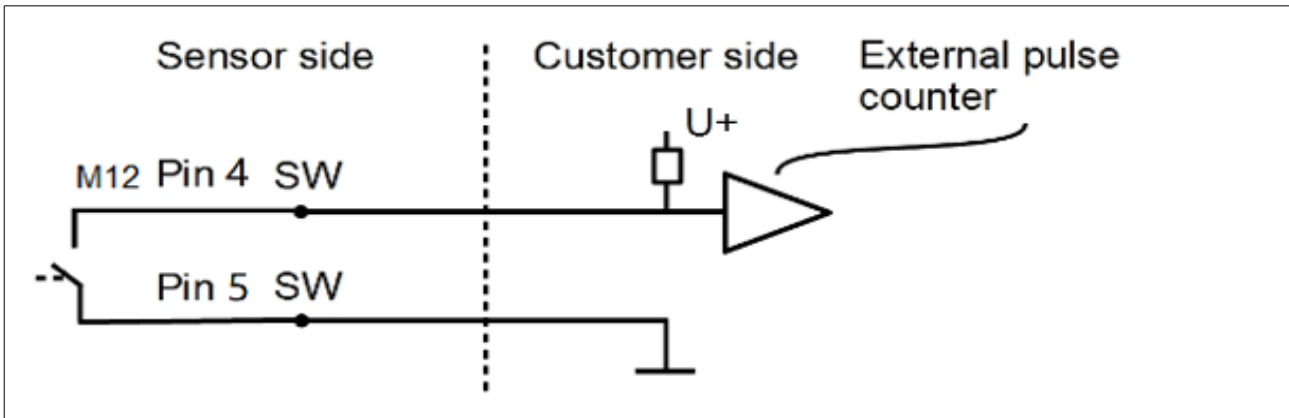 Sensor side
Customer side
External pulse
counter
U+
M12 Pin 4 SW
Pin 5 SW